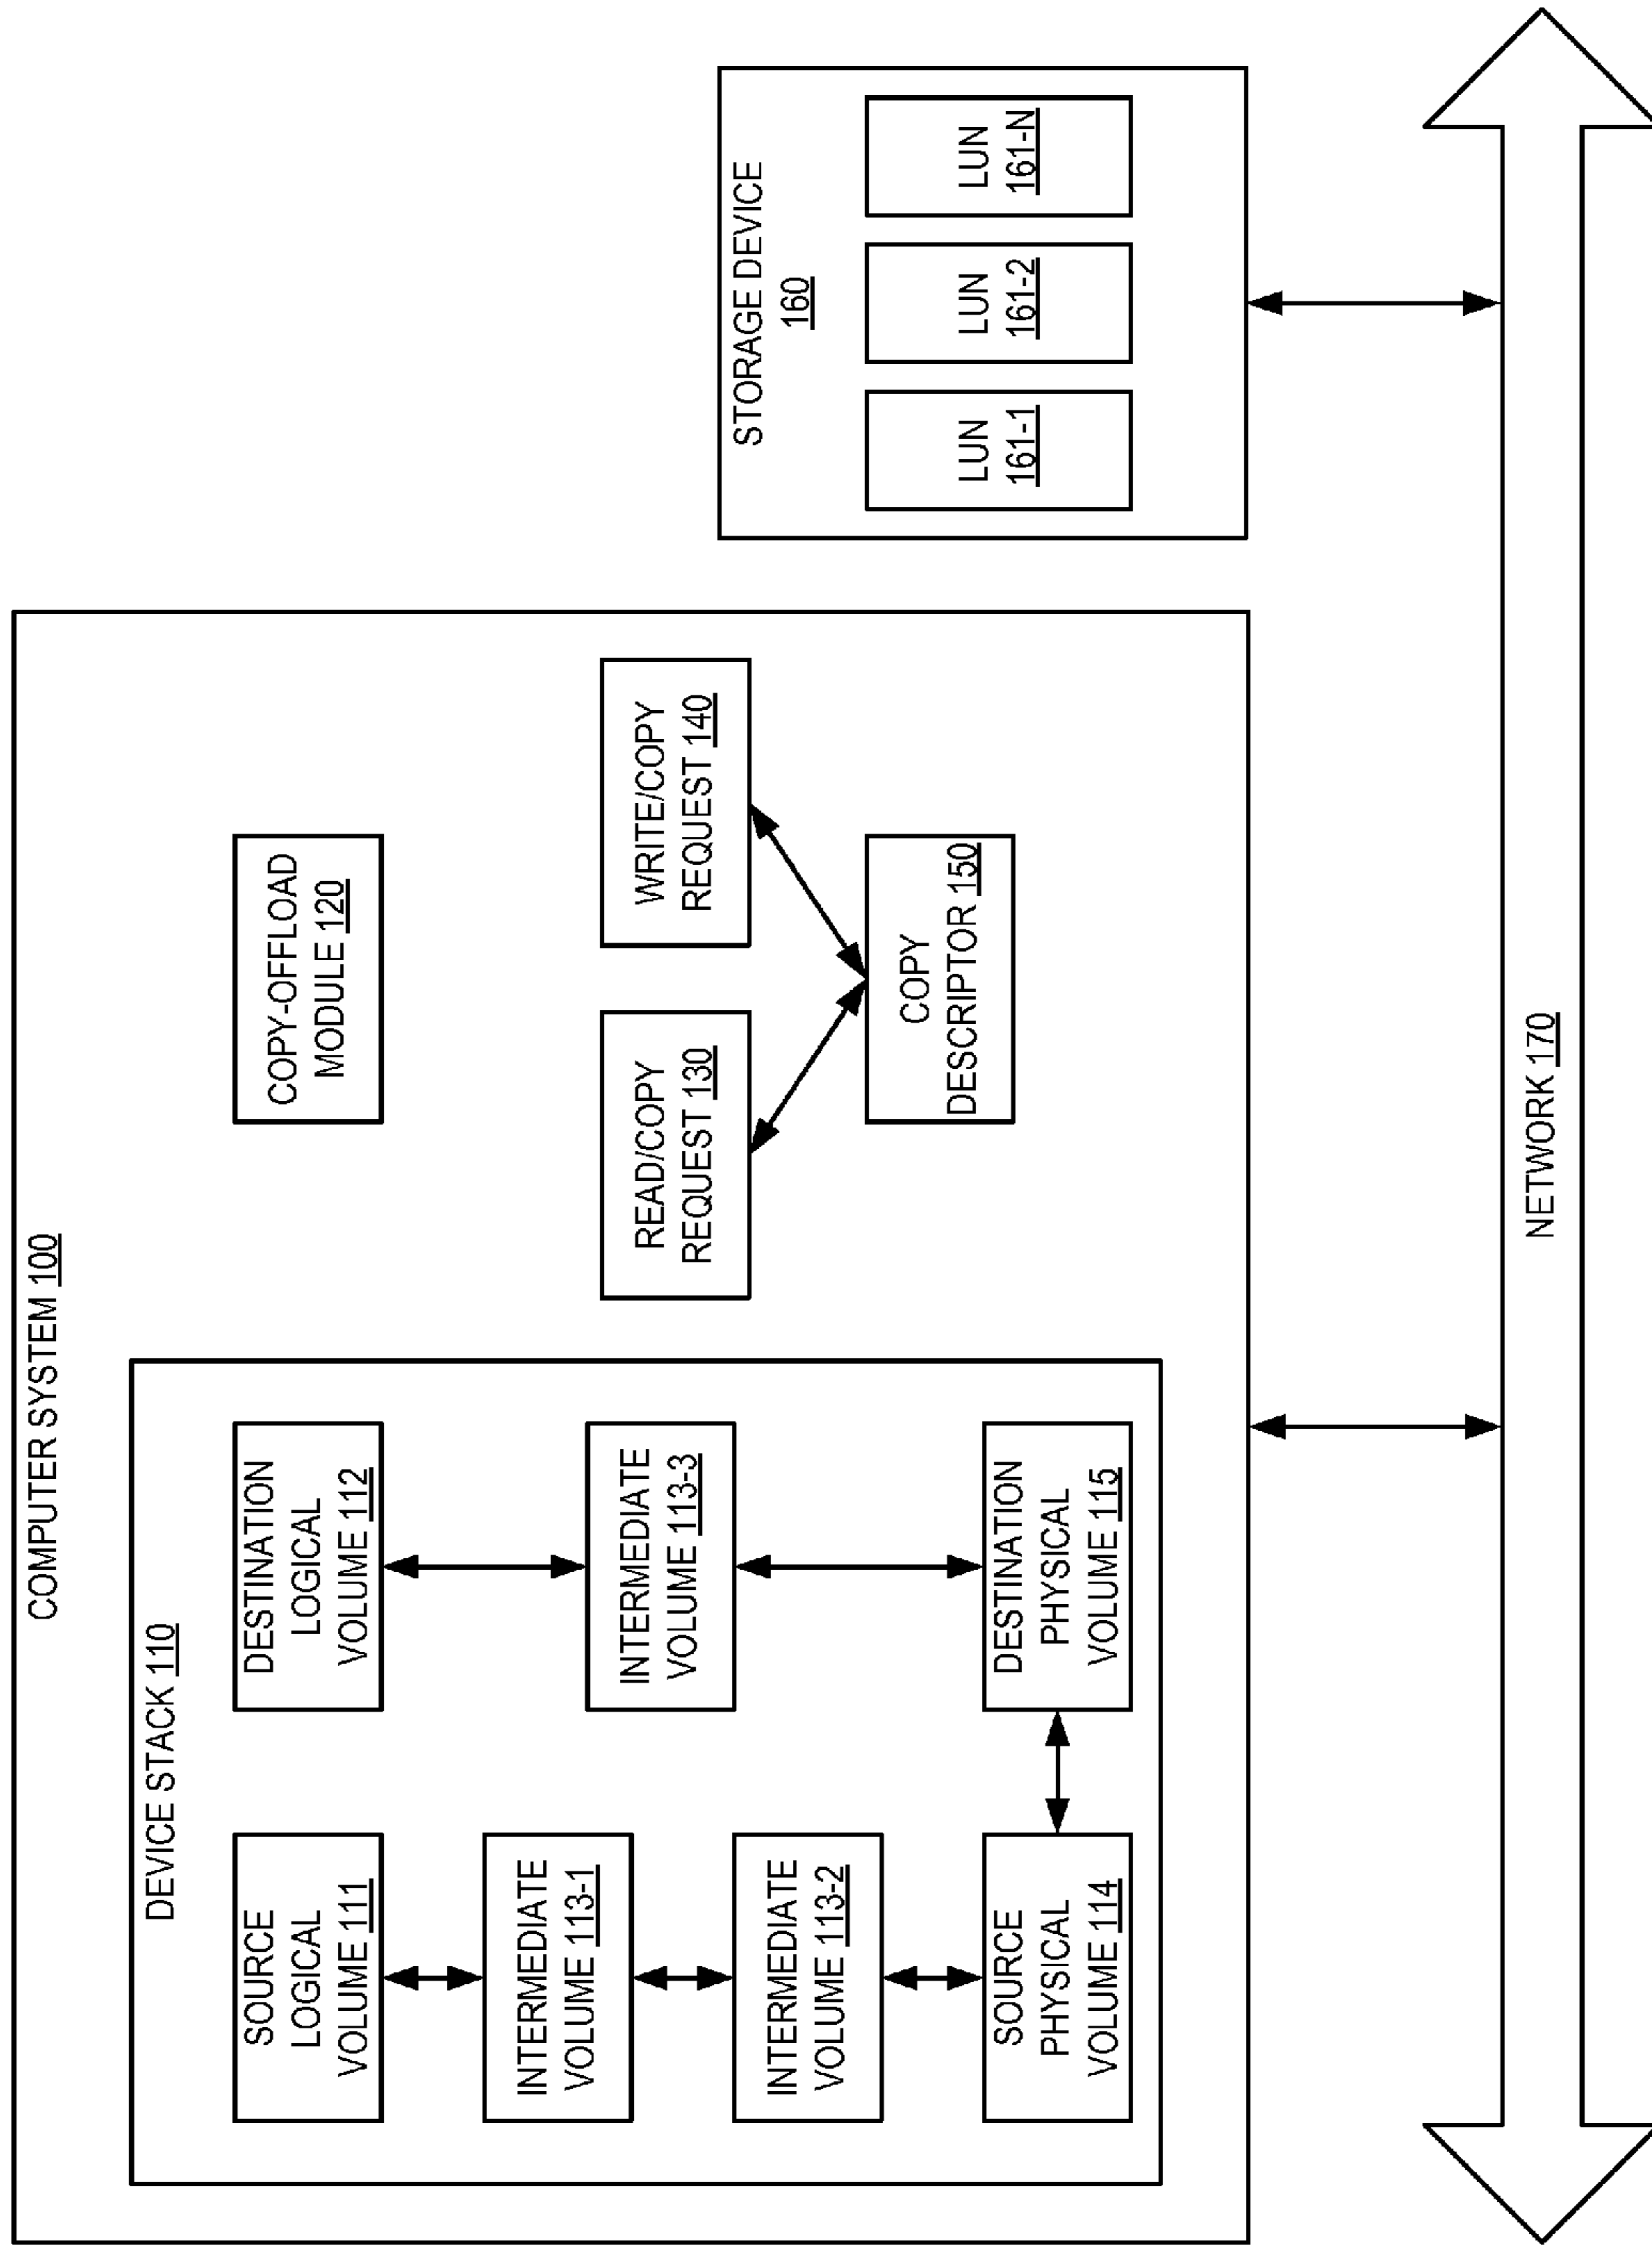 COMPUTER SYSTEM 100
DEVICE STACK 110
SOURCE
LOGICAL
VOLUME 111
INTERMEDIATE
VOLUME 113-1
INTERMEDIATE
VOLUME 113-2
SOURCE
PHYSICAL
VOLUME 114
DESTINATION
LOGICAL
VOLUME 112
INTERMEDIATE
VOLUME 113-3
DESTINATION
PHYSICAL
VOLUME 115
COPY-OFFLOAD
MODULE 120
READ/COPY
REQUEST 130
WRITE/COPY
REQUEST 140
COPY
DESCRIPTOR 150
STORAGE DEVICE
160
LUN
161-1
LUN
161-2
LUN
161-N
NETWORK 170